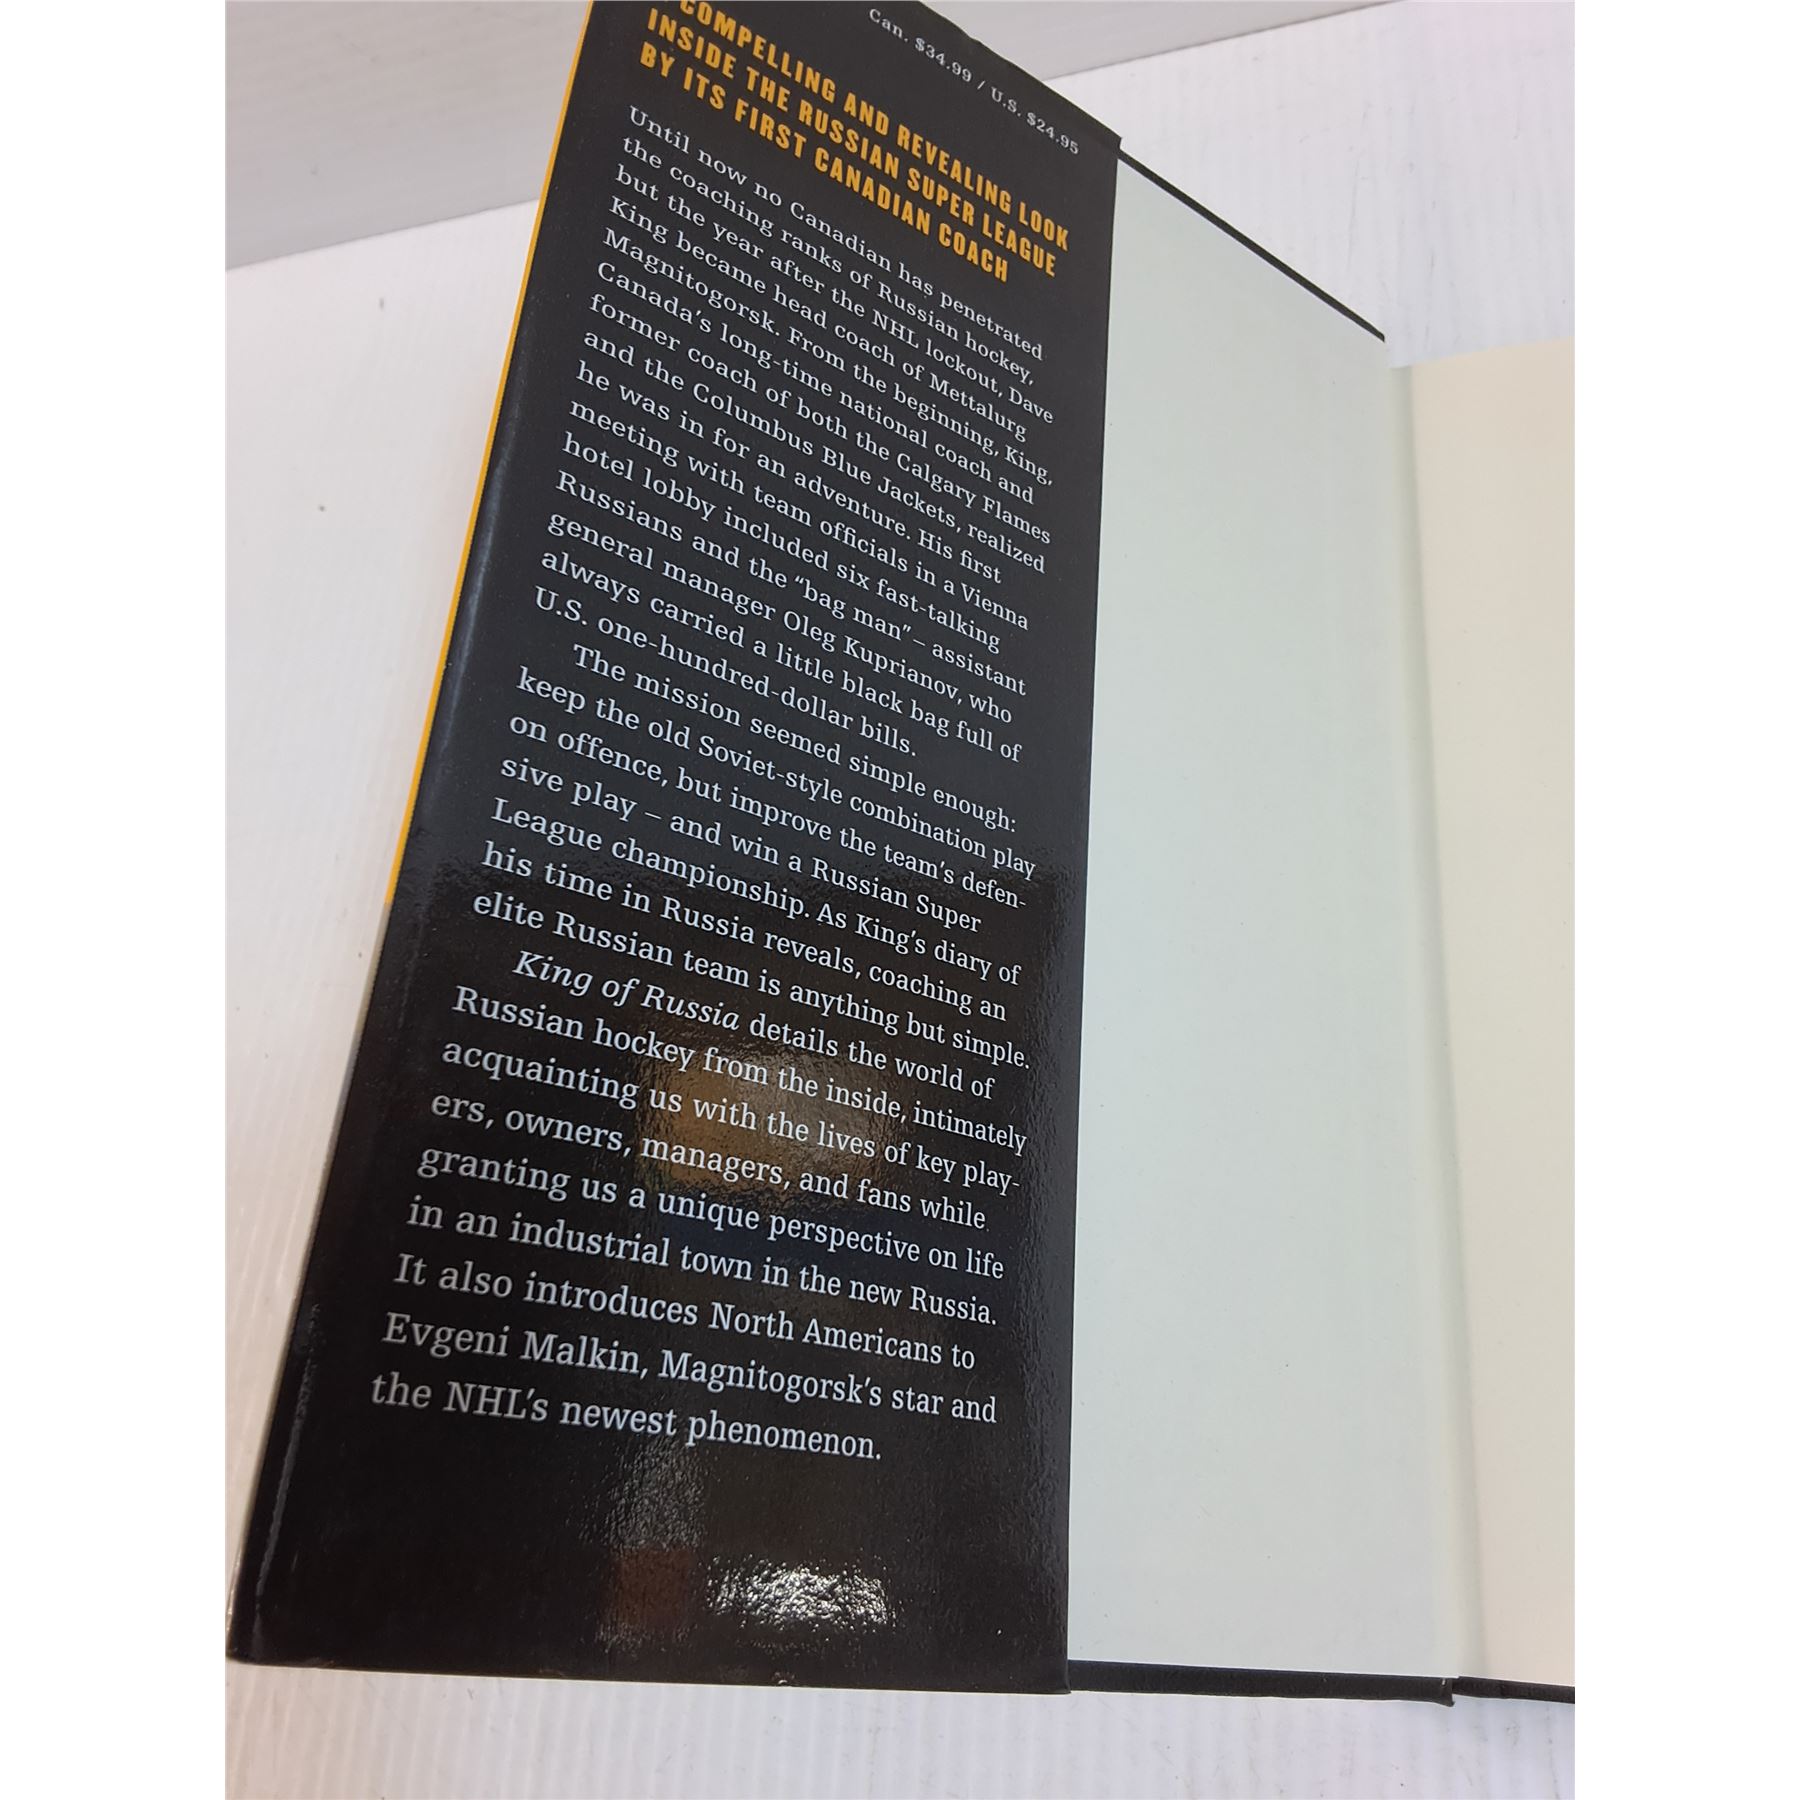 Can. $34.99 / U.S. $24.95
COMPELLING AND REVEALING LOOK
INSIDE THE RUSSIAN SUPER LEAGUE
BY ITS FIRST CANADIAN COACH
Until now no Canadian has penetrated
the coaching ranks of Russian hockey,
but the year after the NHL lockout, Dave
King became head coach of Mettalurg
Magnitogorsk. From the beginning, King,
Canada's long-time national coach and
former coach of both the Calgary Flames
and the Columbus Blue Jackets, realized
he was in for an adventure. His first
meeting with team officials in a Vienna
hotel lobby included six fast-talking
Russians and the "bag man" – assistant
general manager Oleg Kuprianov, who
always carried a little black bag full of
U.S. one-hundred-dollar bills.
The mission seemed simple enough:
keep the old Soviet-style combination play
on offence, but improve the team's defen-
sive play – and win a Russian Super
League championship. As King's diary of
his time in Russia reveals, coaching an
elite Russian team is anything but simple.
King of Russia details the world of
Russian hockey from the inside, intimately
acquainting us with the lives of key play-
ers, owners, managers, and fans while
granting us a unique perspective on life
in an industrial town in the new Russia.
It also introduces North Americans to
Evgeni Malkin, Magnitogorsk's star and
the NHL's newest phenomenon.